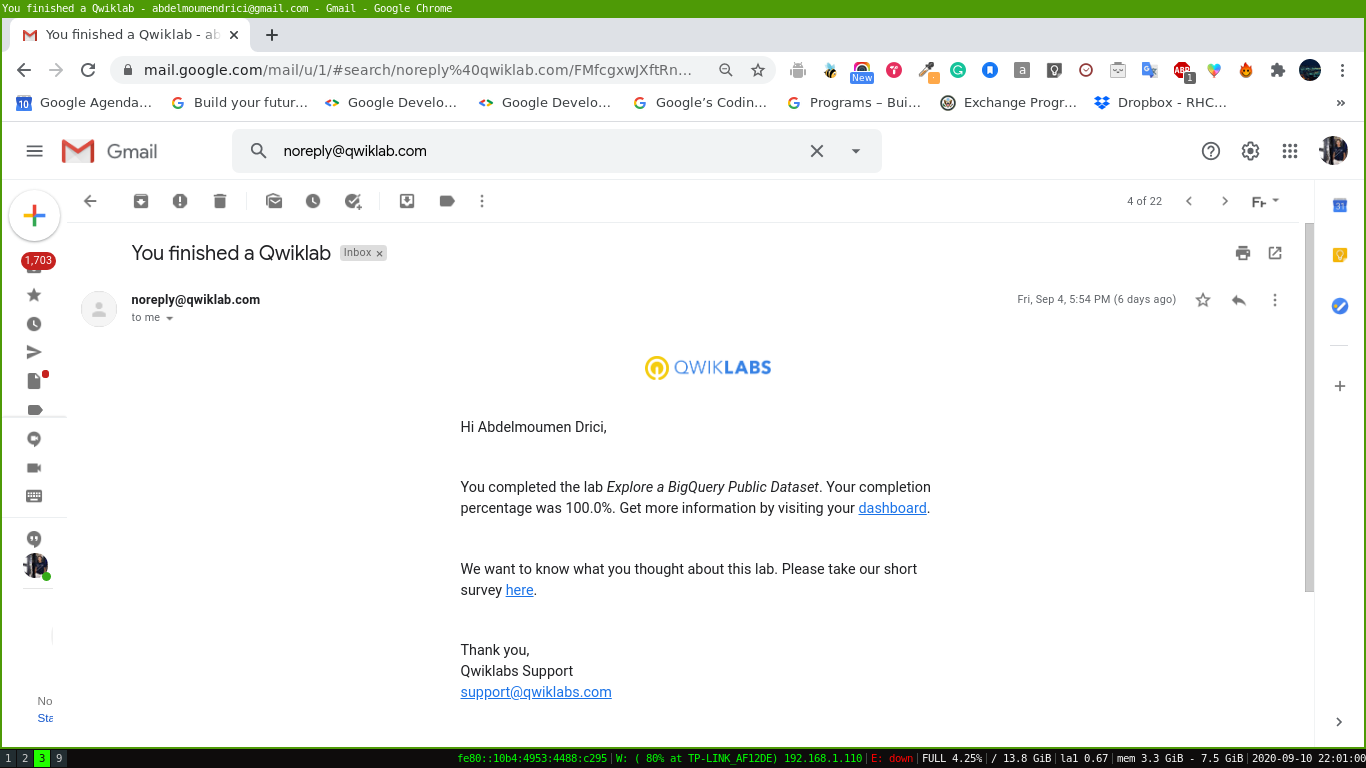 You finished a Qwiklab - abdelmoumendrici@gmail.com - Gmail - Google Chrome
You finished a Qwiklab - ab
mail.google.com/mail/u/1/#search/noreply%40qwiklab.com/FMfcgxwJXftRn...
New
a
ABP
1
10
Google Agenda...
Build your futur...
Google Develo...
Google Develo...
Google's Codin...
Programs – Bui...
Exchange Progr...
Dropbox - RHC...
»
Gmail
noreply@qwiklab.com
4 of 22
You finished a Qwiklab
Inbox x
1,703
noreply@qwiklab.com
Fri, Sep 4, 5:54 PM (6 days ago)
to me
31
QWIKLABS
Hi Abdelmoumen Drici,
You completed the lab Explore a BigQuery Public Dataset. Your completion
percentage was 100.0%. Get more information by visiting your dashboard.
We want to know what you thought about this lab. Please take our short
survey here.
Thank you,
Qwiklabs Support
support@qwiklabs.com
No
Sta
1 2 3 9
fe80::10b4:4953:4488:c295 | W: ( 80% at TP-LINK_AF12DE) 192.168.1.110 | E: down | FULL 4.25% | / 13.8 GiB | la1 0.67 | mem 3.3 GiB - 7.5 GiB | 2020-09-10 22:01:00